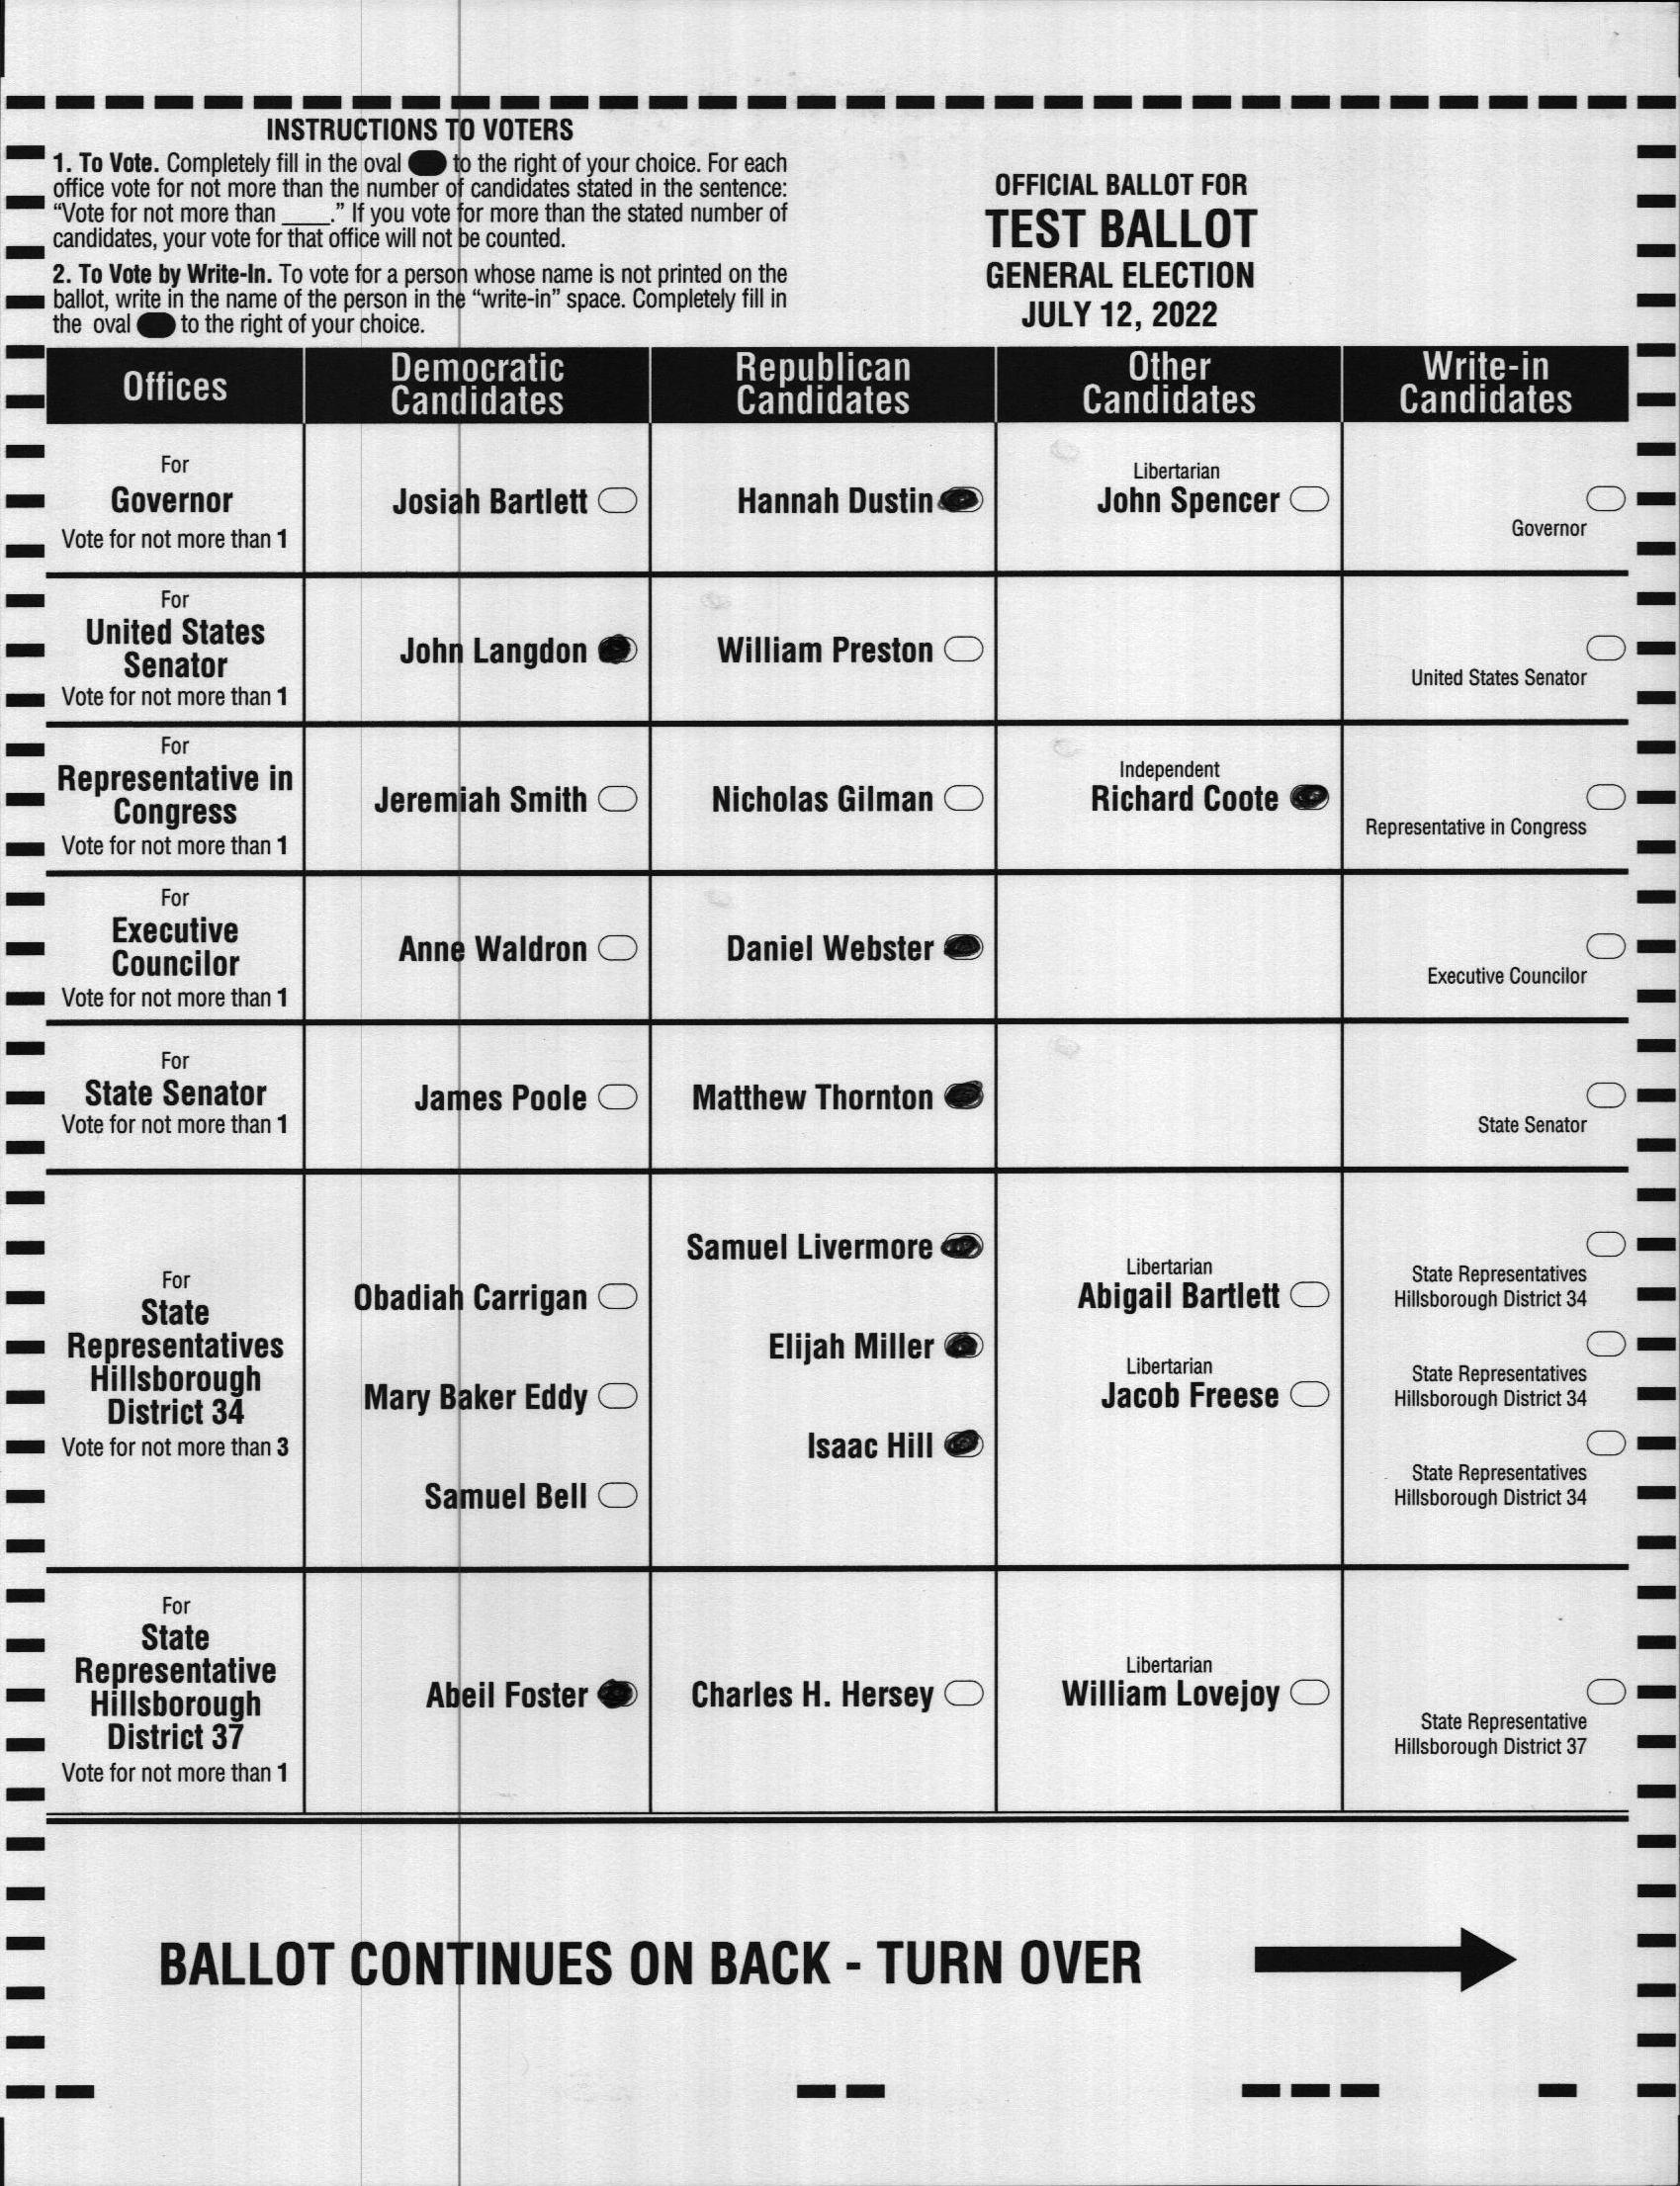 INSTRUCTIONS TO VOTERS
1. To Vote. Completely fill in the oval to the right of your choice. For each
office vote for not more than the number of candidates stated in the sentence:
“Vote for not more than ____.” If you vote for more than the stated number of
candidates, your vote for that office will not be counted.
2. To Vote by Write-In. To vote for a person whose name is not printed on the
ballot, write in the name of the person in the “write-in” space. Completely fill in
the oval to the right of your choice.
OFFICIAL BALLOT FOR
TEST BALLOT
GENERAL ELECTION
JULY 12, 2022
Offices
Democratic
Candidates
Republican
Candidates
Other
Candidates
Write-in
Candidates
For
Governor
Vote for not more than 1
Josiah Bartlett
Hannah Dustin
Libertarian
John Spencer
Governor
For
United States
Senator
Vote for not more than 1
John Langdon
William Preston
United States Senator
For
Representative in
Congress
Vote for not more than 1
Jeremiah Smith
Nicholas Gilman
Independent
Richard Coote
Representative in Congress
For
Executive
Councilor
Vote for not more than 1
Anne Waldron
Daniel Webster
Executive Councilor
For
State Senator
Vote for not more than 1
James Poole
Matthew Thornton
State Senator
For
State
Representatives
Hillsborough
District 34
Vote for not more than 3
Obadiah Carrigan
Mary Baker Eddy
Samuel Bell
Samuel Livermore
Elijah Miller
Isaac Hill
Libertarian
Abigail Bartlett
Libertarian
Jacob Freese
State Representatives
Hillsborough District 34
State Representatives
Hillsborough District 34
State Representatives
Hillsborough District 34
For
State
Representative
Hillsborough
District 37
Vote for not more than 1
Abeil Foster
Charles H. Hersey
Libertarian
William Lovejoy
State Representative
Hillsborough District 37
BALLOT CONTINUES ON BACK - TURN OVER